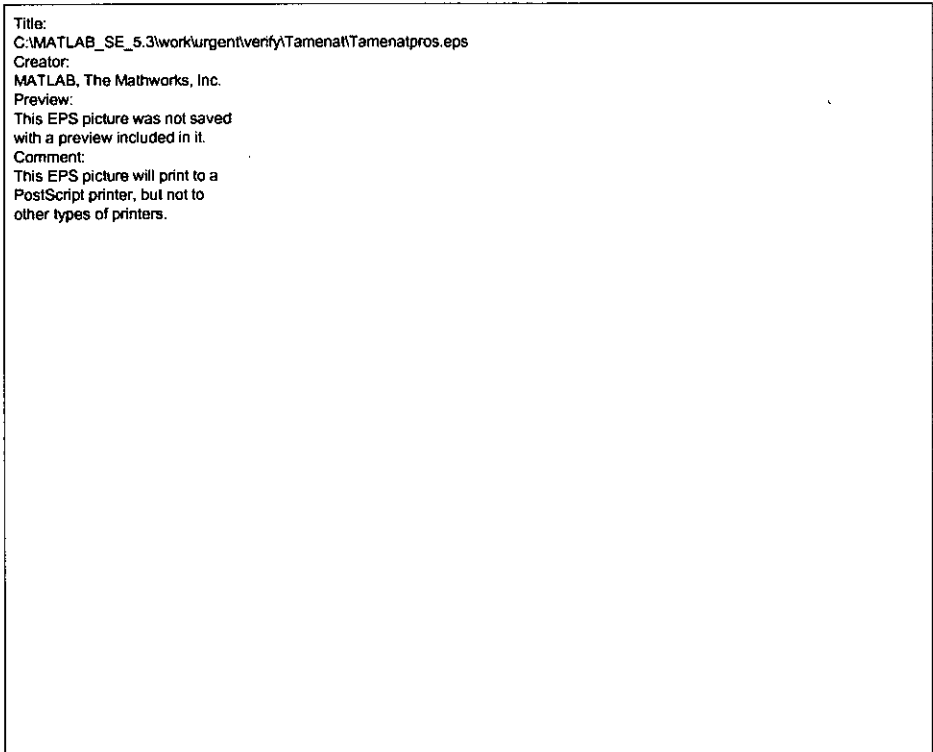 Title:
C:\MATLAB_SE_5.3\work\urgent\verify\Tamenat\Tamenatpros.eps
Creator:
MATLAB, The Mathworks, Inc.
Preview:
This EPS picture was not saved
with a preview included in it.
Comment:
This EPS picture will print to a
PostScript printer, but not to
other types of printers.